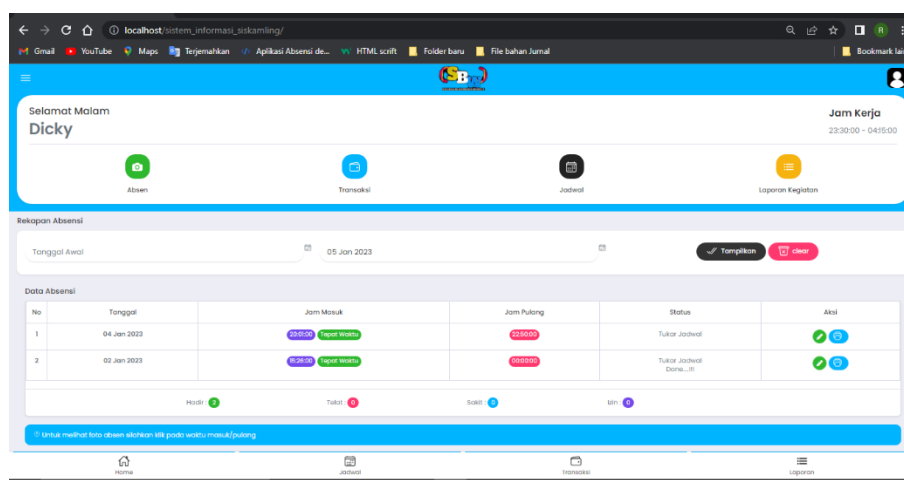 localhost/sistem_informasi_siskamling/
R
Gmail YouTube Maps Terjemahkan Aplikasi Absensi de... HTML scrift Folder baru File bahan Jurnal Bookmark lai
SB
Selamat Malam
Dicky
Jam Kerja
23:30:00 - 04:15:00
Absen Transaksi Jadwal Laporan Kegiatan
Rekapan Absensi
Tanggal Awal 05 Jan 2023 Tampilkan clear
Data Absensi
No Tanggal Jam Masuk Jam Pulang Status Aksi
1 04 Jan 2023 23:01:00 Tepat Waktu 22:50:00 Tukar Jadwal
2 02 Jan 2023 15:26:00 Tepat Waktu 00:00:00 Tukar Jadwal
Done...!!!
Hadir: 2 Telat: 0 Sakit: 0 Izin: 0
Untuk melihat foto absen silahkan klik pada waktu masuk/pulang
Home Jadwal Transaksi Laporan